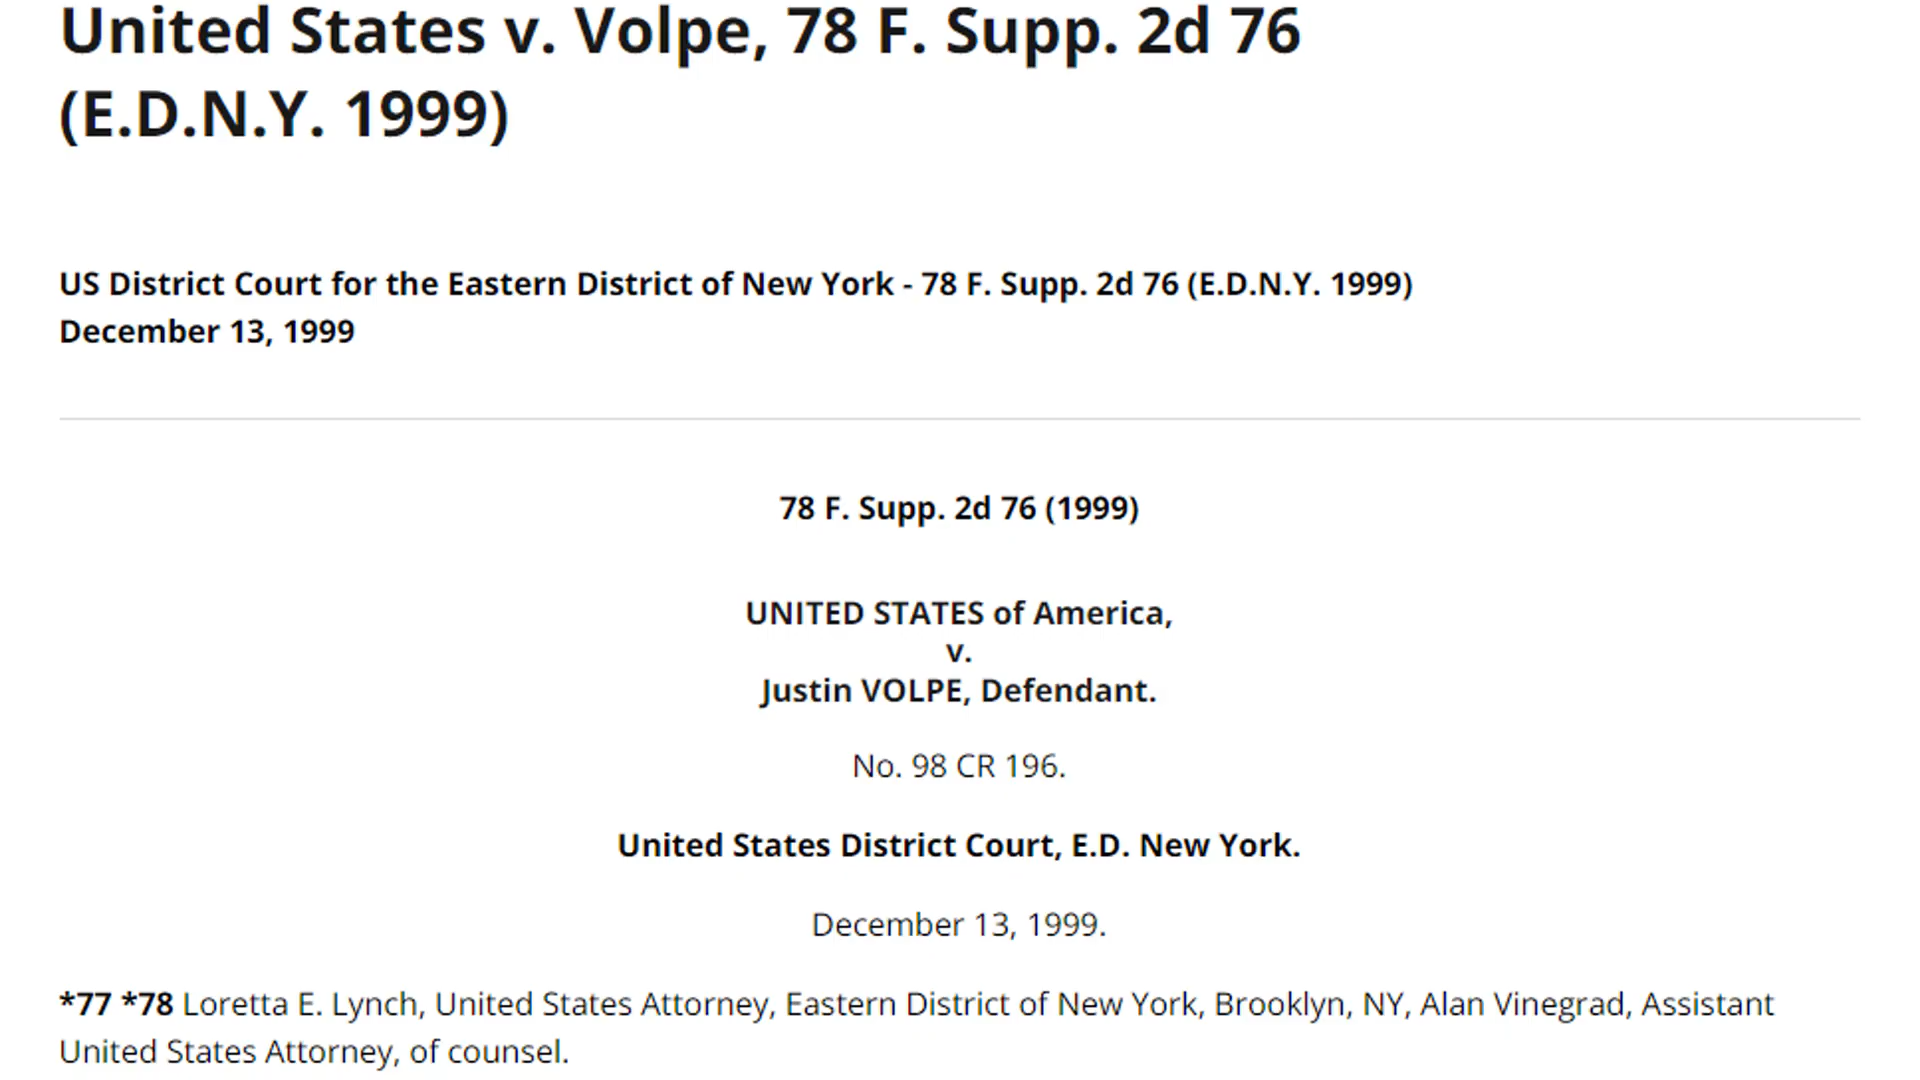 United States v. Volpe, 78 F. Supp. 2d 76
(E.D.N.Y. 1999)
US District Court for the Eastern District of New York - 78 F. Supp. 2d 76 (E.D.N.Y. 1999)
December 13, 1999
78 F. Supp. 2d 76 (1999)
UNITED STATES of America,
v.
Justin VOLPE, Defendant.
No. 98 CR 196.
United States District Court, E.D. New York.
December 13, 1999.
*77 *78 Loretta E. Lynch, United States Attorney, Eastern District of New York, Brooklyn, NY, Alan Vinegrad, Assistant
United States Attorney, of counsel.